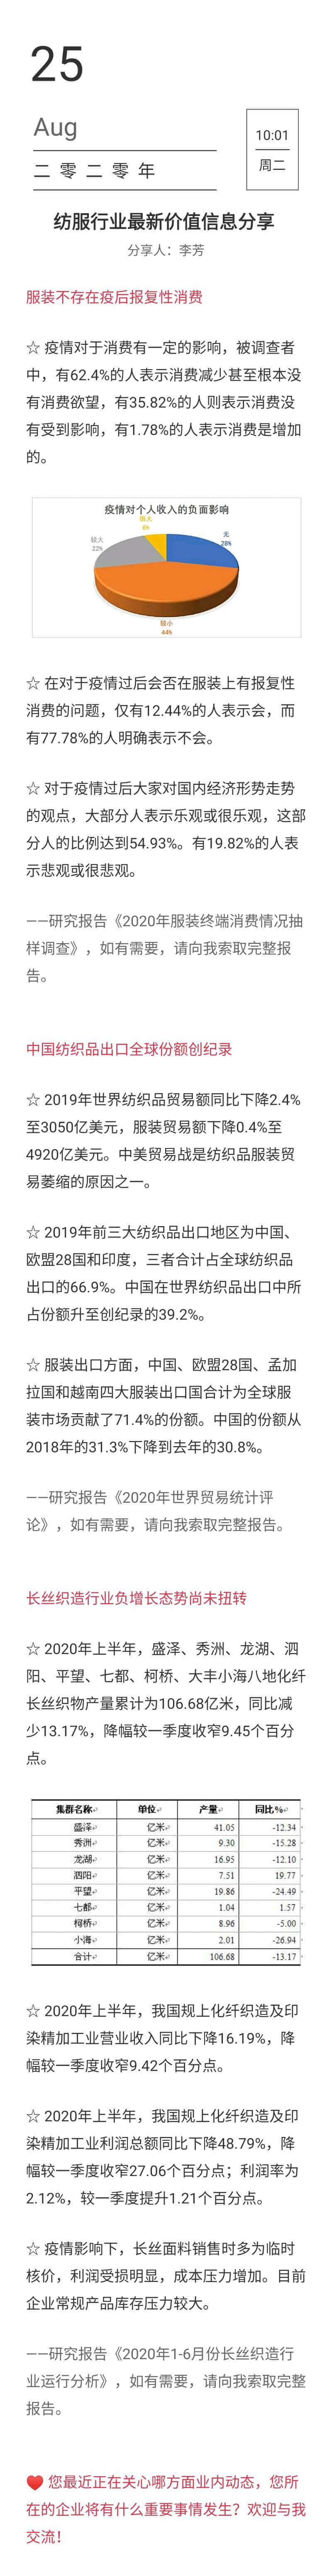 25
Aug
二零二零年
10:01
周二
纺服行业最新价值信息分享
分享人：李芳
服装不存在疫后报复性消费
☆ 疫情对于消费有一定的影响，被调查者
中，有62.4%的人表示消费减少甚至根本没
有消费欲望，有35.82%的人则表示消费没
有受到影响，有1.78%的人表示消费是增加
的。
疫情对个人收入的负面影响
很大
6%
无
28%
较大
22%
较小
44%
☆ 在对于疫情过后会否在服装上有报复性
消费的问题，仅有12.44%的人表示会，而
有77.78%的人明确表示不会。
☆ 对于疫情过后大家对国内经济形势走势
的观点，大部分人表示乐观或很乐观，这部
分人的比例达到54.93%。有19.82%的人表
示悲观或很悲观。
——研究报告《2020年服装终端消费情况抽
样调查》，如有需要，请向我索取完整报
告。
中国纺织品出口全球份额创纪录
☆ 2019年世界纺织品贸易额同比下降2.4%
至3050亿美元，服装贸易额下降0.4%至
4920亿美元。中美贸易战是纺织品服装贸
易萎缩的原因之一。
☆ 2019年前三大纺织品出口地区为中国、
欧盟28国和印度，三者合计占全球纺织品
出口的66.9%。中国在世界纺织品出口中所
占份额升至创纪录的39.2%。
☆ 服装出口方面，中国、欧盟28国、孟加
拉国和越南四大服装出口国合计为全球服
装市场贡献了71.4%的份额。中国的份额从
2018年的31.3%下降到去年的30.8%。
——研究报告《2020年世界贸易统计评
论》，如有需要，请向我索取完整报告。
长丝织造行业负增长态势尚未扭转
☆ 2020年上半年，盛泽、秀洲、龙湖、泗
阳、平望、七都、柯桥、大丰小海八地化纤
长丝织物产量累计为106.68亿米，同比减
少13.17%，降幅较一季度收窄9.45个百分
点。
集群名称 单位 产量 同比%
盛泽 亿米 41.05 -12.34
秀洲 亿米 9.30 -15.28
龙湖 亿米 16.95 -12.10
泗阳 亿米 7.51 19.77
平望 亿米 19.86 -24.49
七都 亿米 1.04 1.57
柯桥 亿米 8.96 -5.00
小海 亿米 2.01 -26.94
合计 亿米 106.68 -13.17
☆ 2020年上半年，我国规上化纤织造及印
染精加工业营业收入同比下降16.19%，降
幅较一季度收窄9.42个百分点。
☆ 2020年上半年，我国规上化纤织造及印
染精加工业利润总额同比下降48.79%，降
幅较一季度收窄27.06个百分点；利润率为
2.12%，较一季度提升1.21个百分点。
☆ 疫情影响下，长丝面料销售时多为临时
核价，利润受损明显，成本压力增加。目前
企业常规产品库存压力较大。
——研究报告《2020年1-6月份长丝织造行
业运行分析》，如有需要，请向我索取完整
报告。
♥ 您最近正在关心哪方面业内动态，您所
在的企业将有什么重要事情发生？欢迎与我
交流！